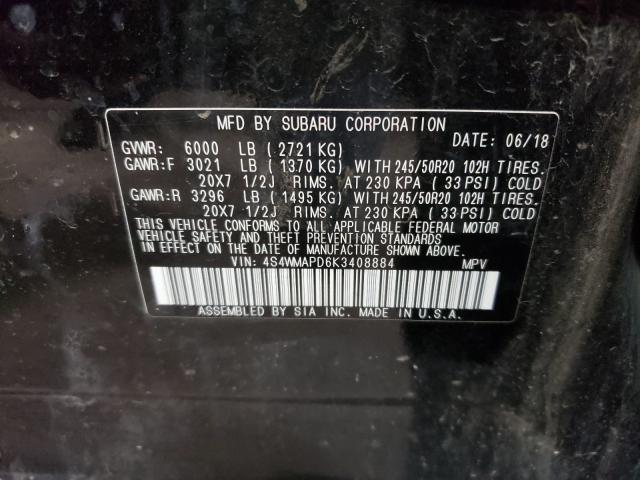 MFD BY SUBARU CORPORATION
GVWR: 6000 LB ( 2721 KG) DATE: 06/18
GAWR:F 3021 LB ( 1370 KG) WITH 245/50R20 102H TIRES.
20X7 1/2J RIMS. AT 230 KPA ( 33 PSI) COLD
GAWR:R 3296 LB ( 1495 KG) WITH 245/50R20 102H TIRES.
20X7 1/2J RIMS. AT 230 KPA ( 33 PSI) COLD
THIS VEHICLE CONFORMS TO ALL APPLICABLE FEDERAL MOTOR
VEHICLE SAFETY AND THEFT PREVENTION STANDARDS IN EFFECT
ON THE DATE OF MANUFACTURE SHOWN ABOVE.
VIN: 4S4WMAPD6K3408884 MPV
ASSEMBLED BY SIA INC. MADE IN U.S.A.